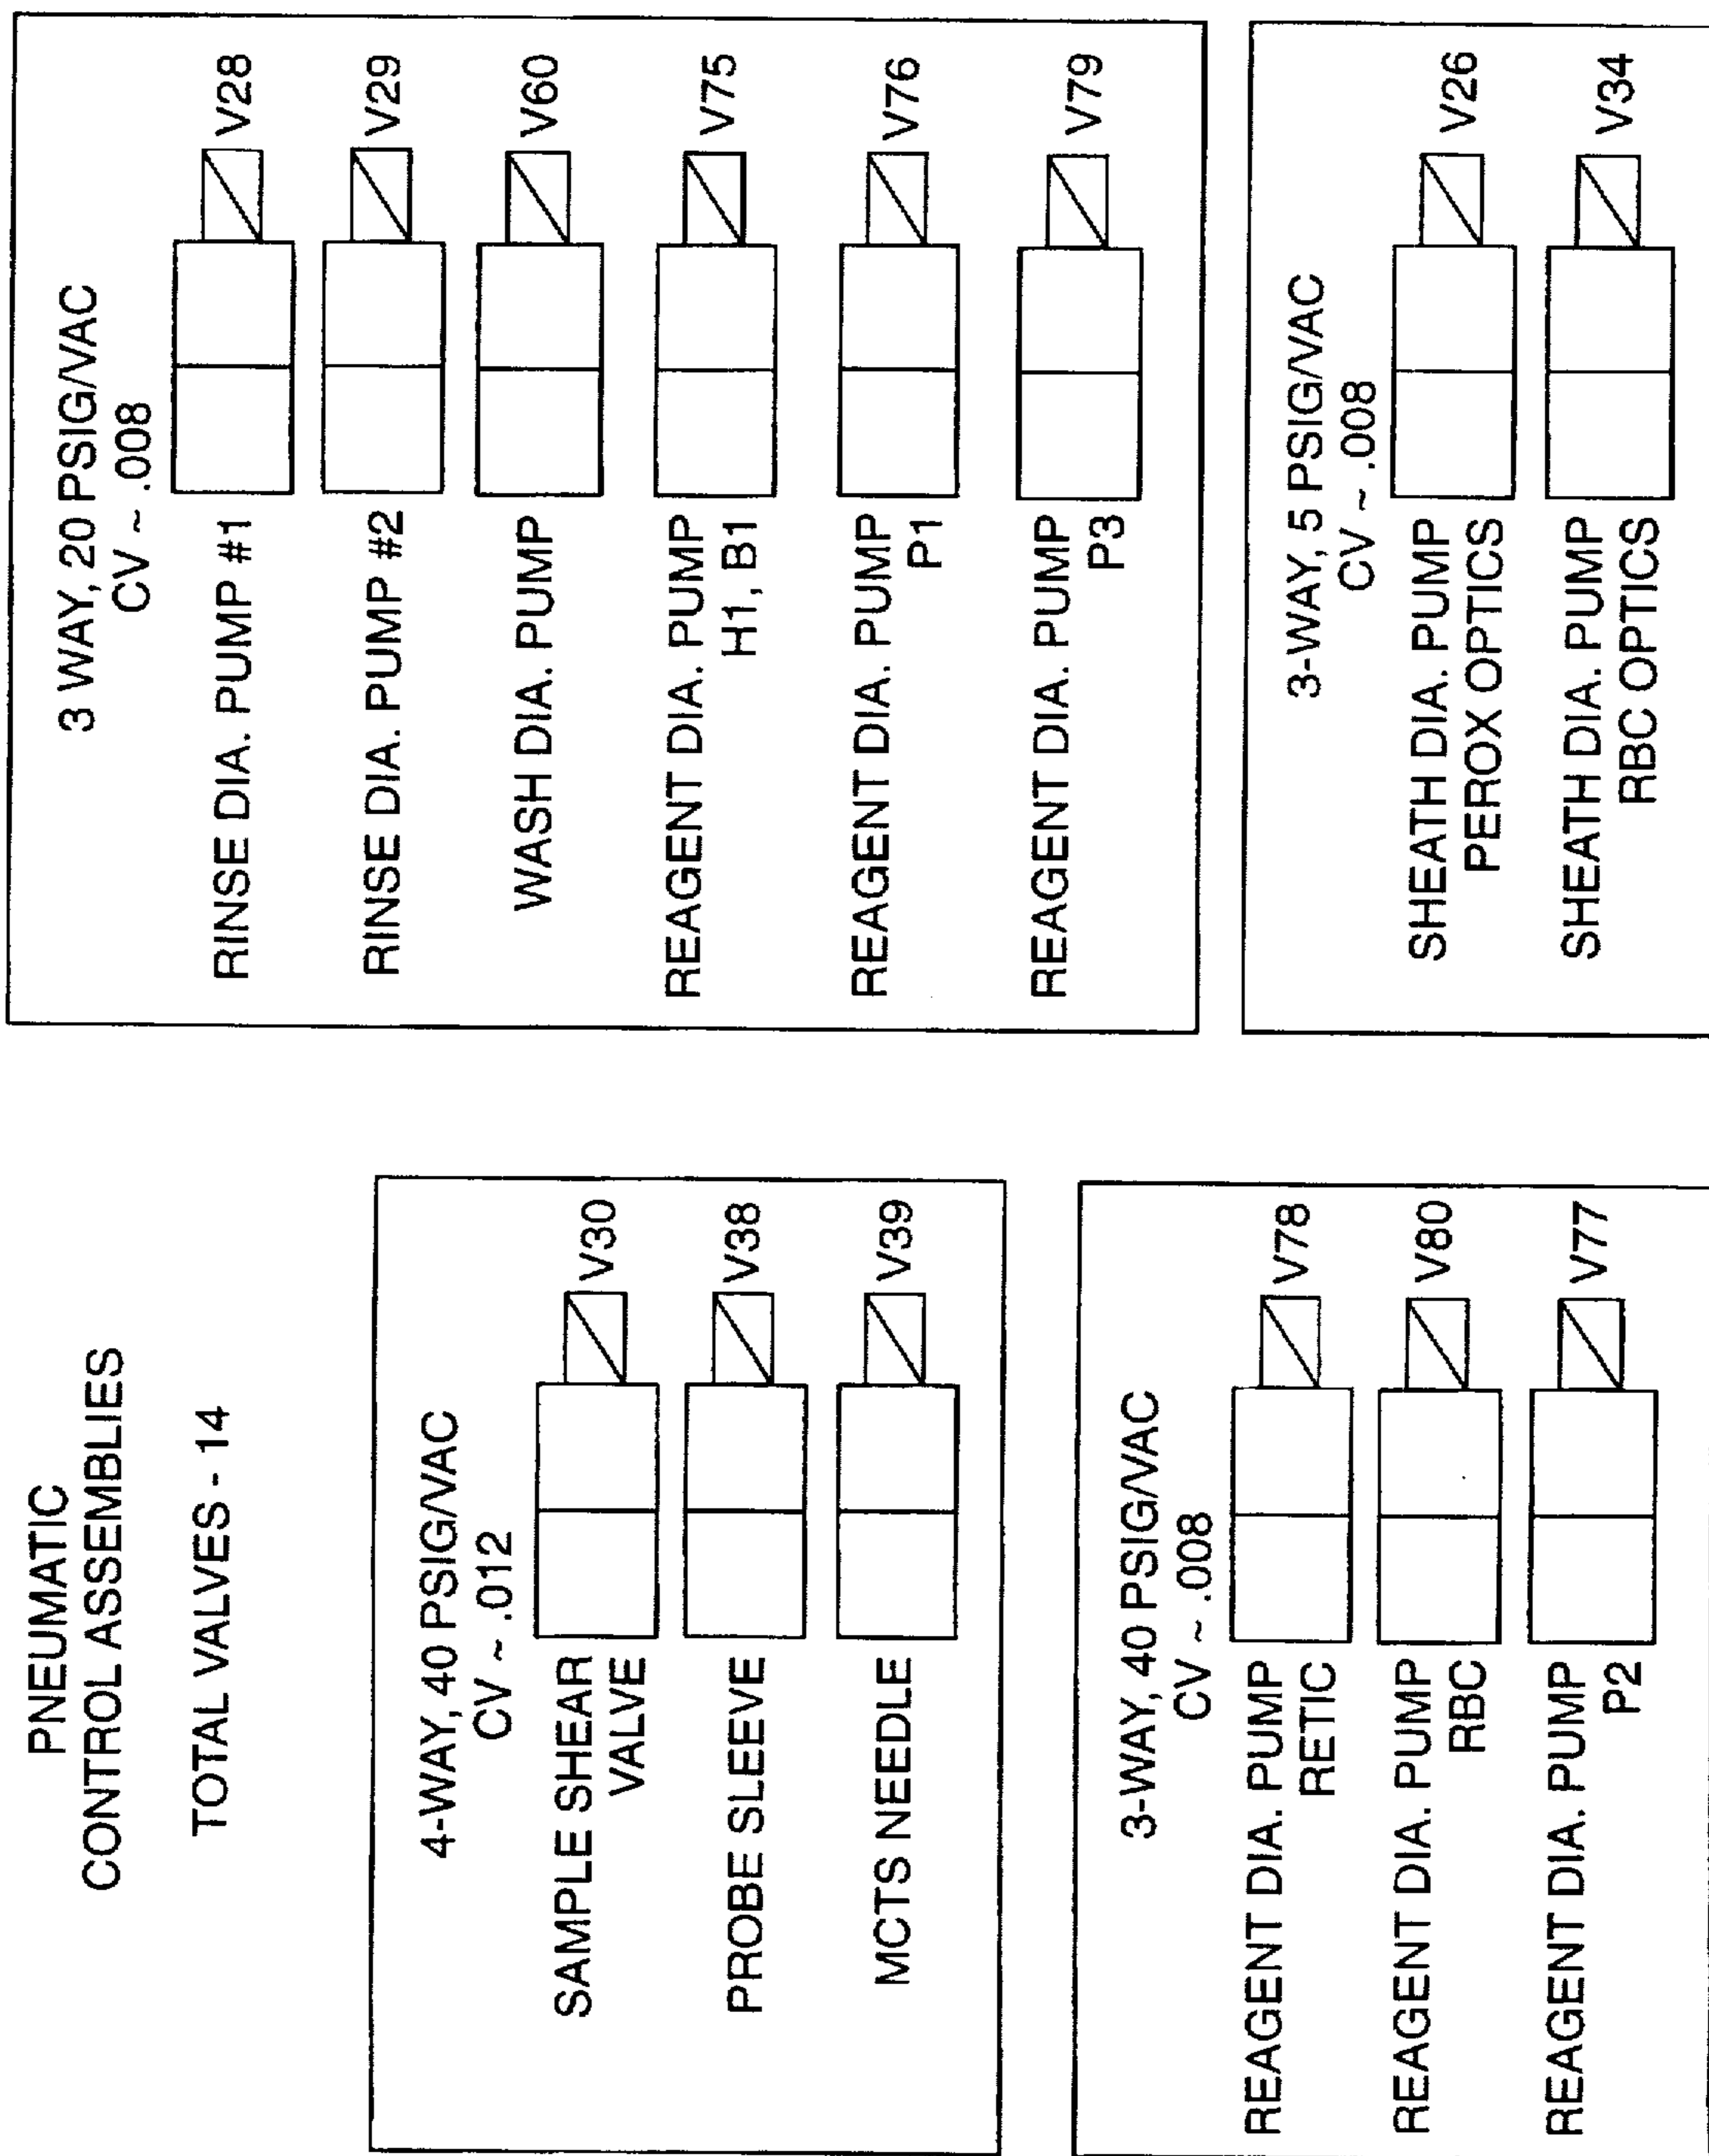 PNEUMATIC
CONTROL ASSEMBLIES
TOTAL VALVES - 14
4-WAY, 40 PSIG/VAC
CV ~ .012
SAMPLE SHEAR
VALVE
V30
PROBE SLEEVE
V38
MCTS NEEDLE
V39
3-WAY, 40 PSIG/VAC
CV ~ .008
REAGENT DIA. PUMP
RETIC
V78
REAGENT DIA. PUMP
RBC
V80
REAGENT DIA. PUMP
P2
V77
3 WAY, 20 PSIG/VAC
CV ~ .008
RINSE DIA. PUMP #1
V28
RINSE DIA. PUMP #2
V29
WASH DIA. PUMP
V60
REAGENT DIA. PUMP
H1, B1
V75
REAGENT DIA. PUMP
P1
V76
REAGENT DIA. PUMP
P3
V79
3-WAY, 5 PSIG/VAC
CV ~ .008
SHEATH DIA. PUMP
PEROX OPTICS
V26
SHEATH DIA. PUMP
RBC OPTICS
V34